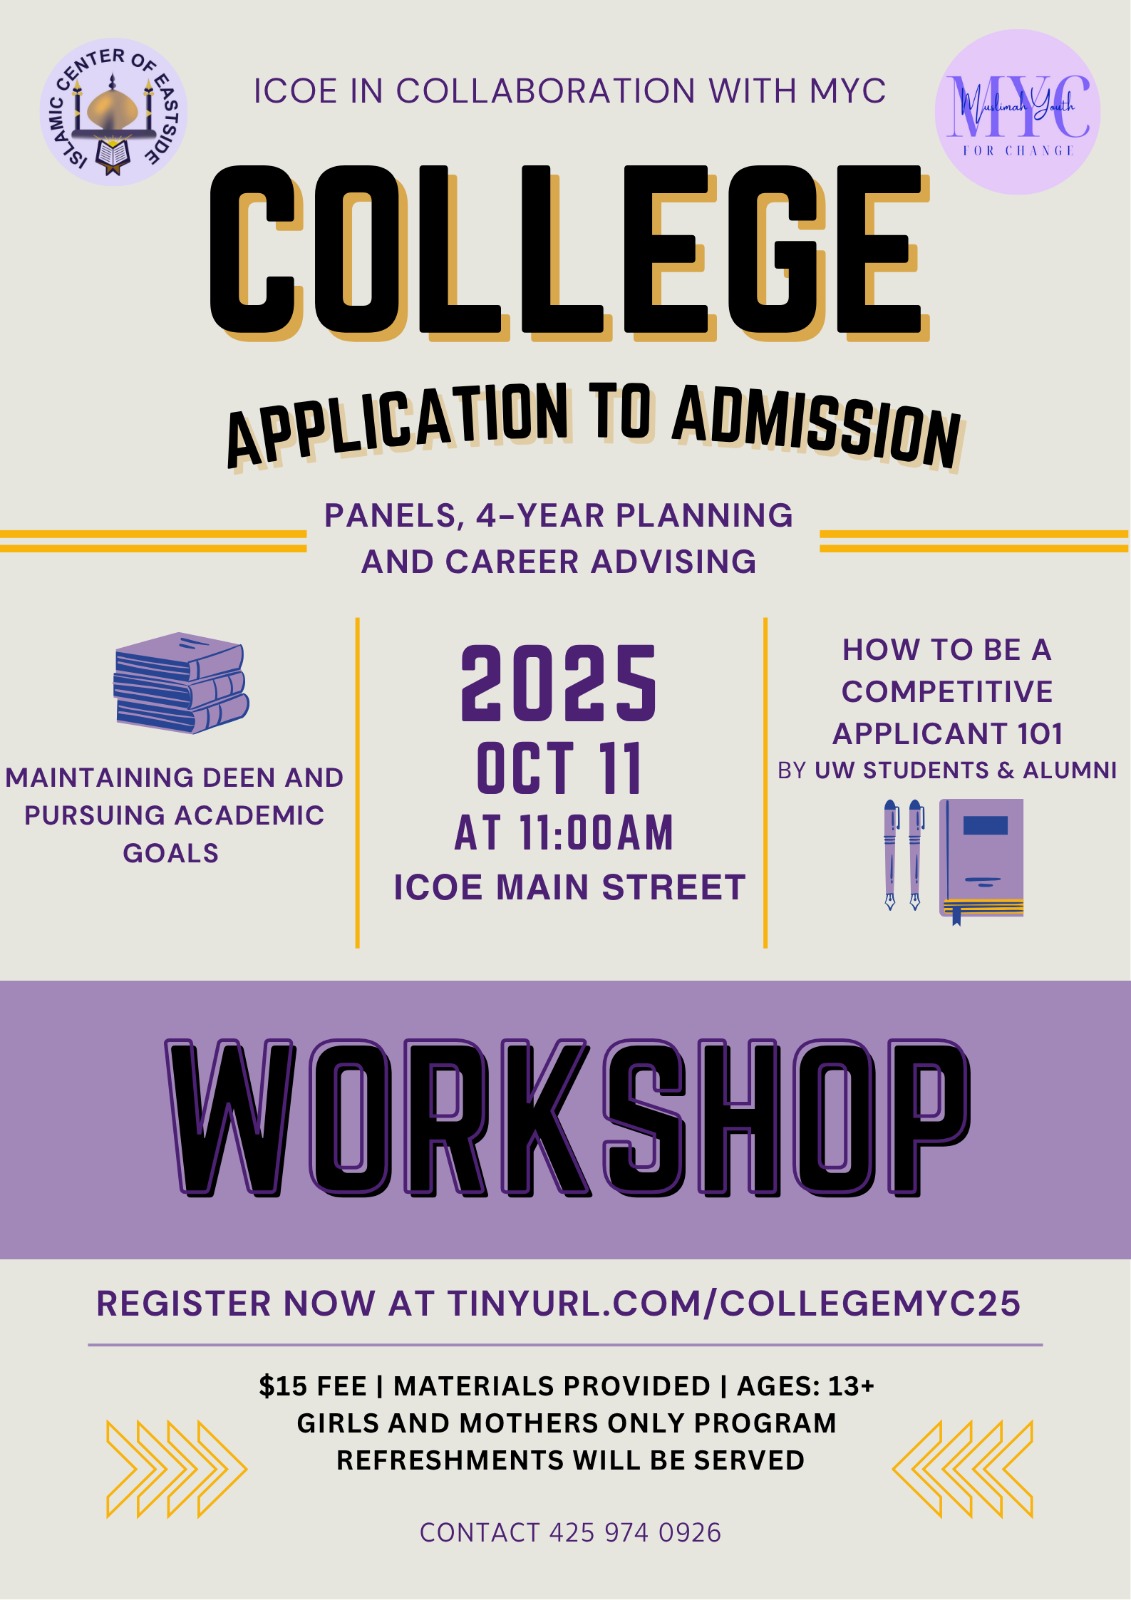 ISLAMIC CENTER OF EASTSIDE
ICOE IN COLLABORATION WITH MYC
MYC
Muslimah Youth
FOR CHANGE
COLLEGE
APPLICATION TO ADMISSION
PANELS, 4-YEAR PLANNING
AND CAREER ADVISING
MAINTAINING DEEN AND
PURSUING ACADEMIC
GOALS
2025
OCT 11
AT 11:00AM
ICOE MAIN STREET
HOW TO BE A
COMPETITIVE
APPLICANT 101
BY UW STUDENTS & ALUMNI
WORKSHOP
REGISTER NOW AT TINYURL.COM/COLLEGEMYC25
$15 FEE | MATERIALS PROVIDED | AGES: 13+
GIRLS AND MOTHERS ONLY PROGRAM
REFRESHMENTS WILL BE SERVED
CONTACT 425 974 0926